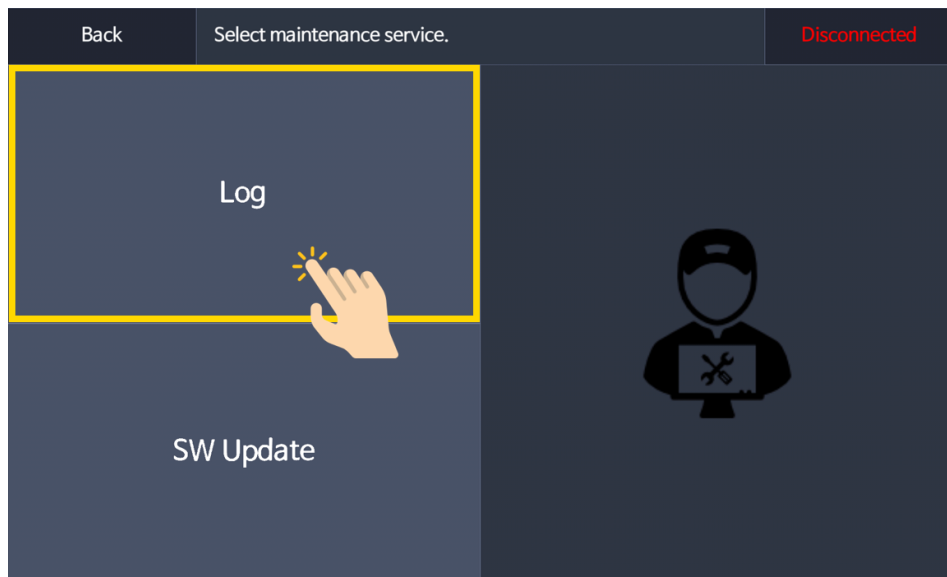 Back
Select maintenance service.
Disconnected
Log
SW Update